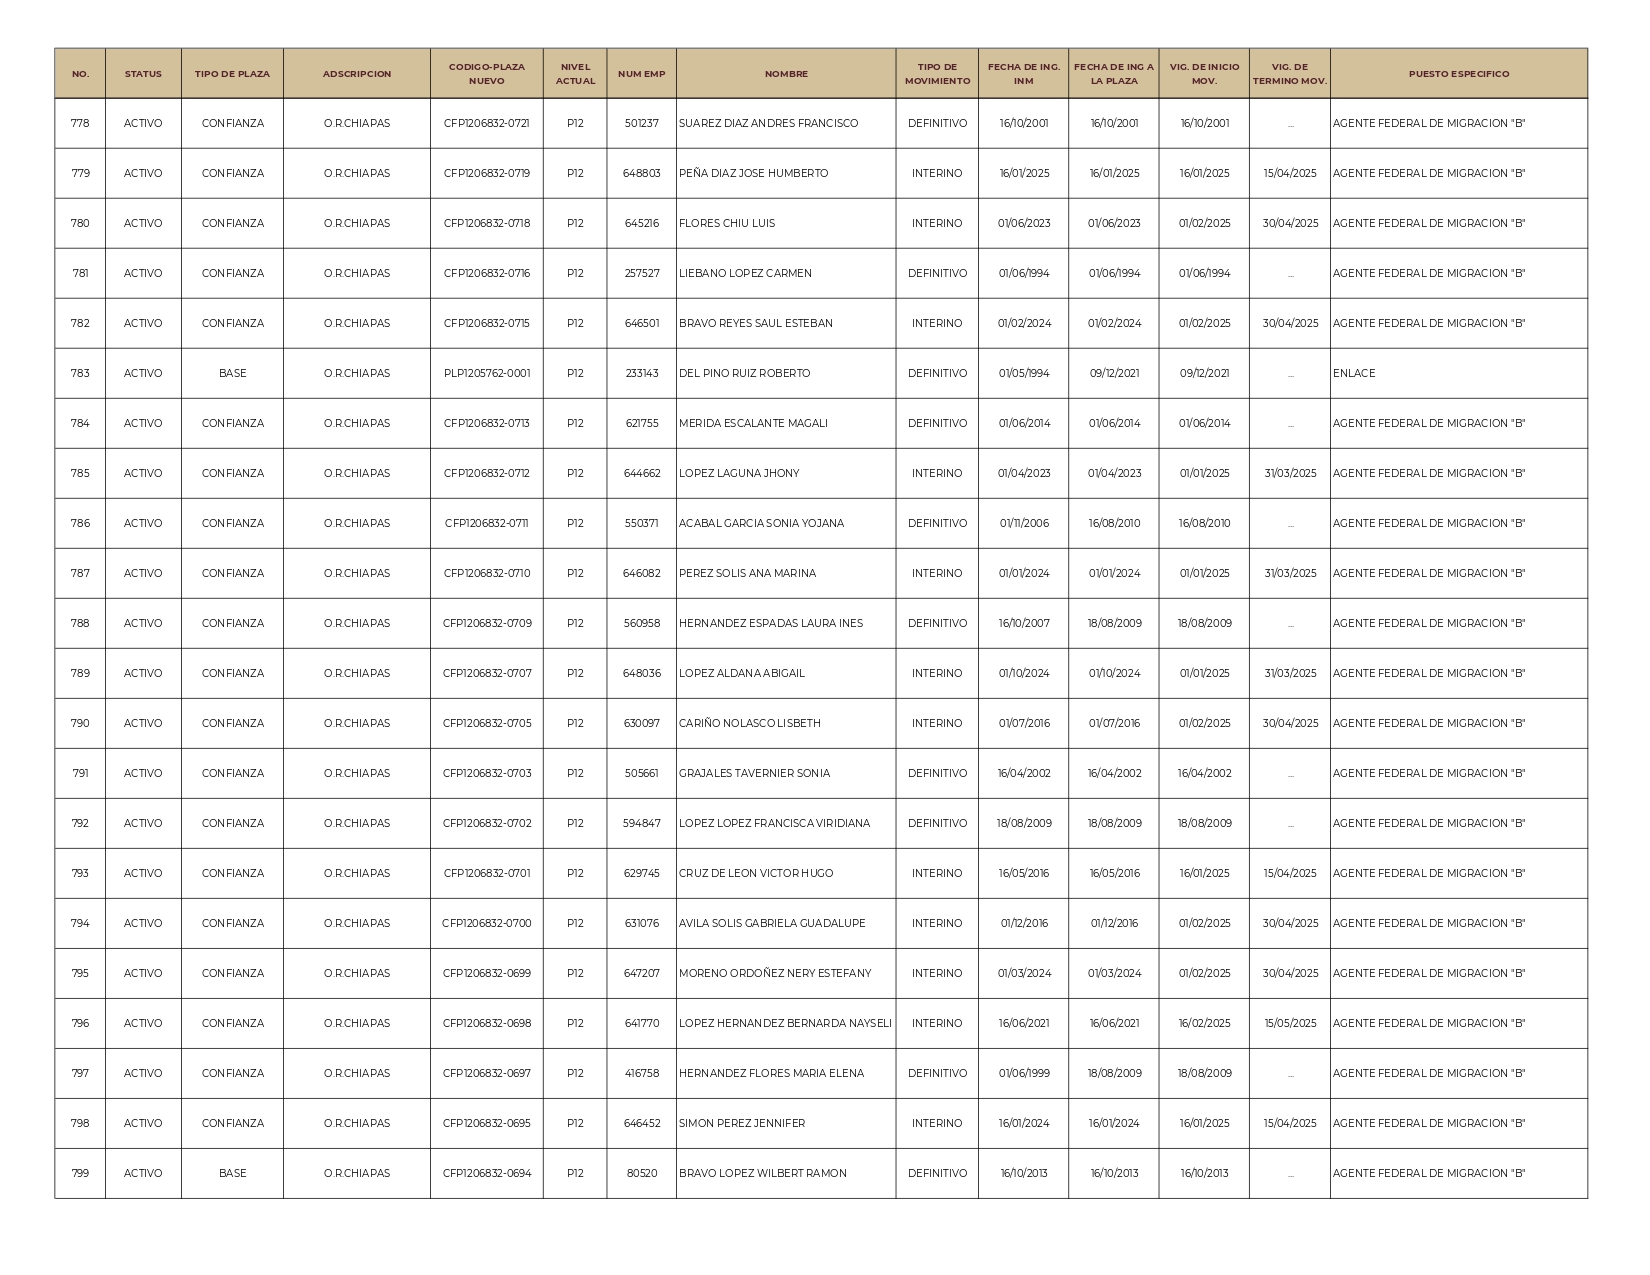 NO. STATUS TIPO DE PLAZA ADSCRIPCION CODIGO-PLAZA NUEVO NIVEL ACTUAL NUM EMP NOMBRE TIPO DE MOVIMIENTO FECHA DE ING. INM FECHA DE ING A LA PLAZA VIG. DE INICIO MOV. VIG. DE TERMINO MOV. PUESTO ESPECIFICO
778 ACTIVO CONFIANZA O.R.CHIAPAS CFP1206832-0721 P12 501237 SUAREZ DIAZ ANDRES FRANCISCO DEFINITIVO 16/10/2001 16/10/2001 16/10/2001 ... AGENTE FEDERAL DE MIGRACION "B"
779 ACTIVO CONFIANZA O.R.CHIAPAS CFP1206832-0719 P12 648803 PEÑA DIAZ JOSE HUMBERTO INTERINO 16/01/2025 16/01/2025 16/01/2025 15/04/2025 AGENTE FEDERAL DE MIGRACION "B"
780 ACTIVO CONFIANZA O.R.CHIAPAS CFP1206832-0718 P12 645216 FLORES CHIU LUIS INTERINO 01/06/2023 01/06/2023 01/02/2025 30/04/2025 AGENTE FEDERAL DE MIGRACION "B"
781 ACTIVO CONFIANZA O.R.CHIAPAS CFP1206832-0716 P12 257527 LIEBANO LOPEZ CARMEN DEFINITIVO 01/06/1994 01/06/1994 01/06/1994 ... AGENTE FEDERAL DE MIGRACION "B"
782 ACTIVO CONFIANZA O.R.CHIAPAS CFP1206832-0715 P12 646501 BRAVO REYES SAUL ESTEBAN INTERINO 01/02/2024 01/02/2024 01/02/2025 30/04/2025 AGENTE FEDERAL DE MIGRACION "B"
783 ACTIVO BASE O.R.CHIAPAS PLP1205762-0001 P12 233143 DEL PINO RUIZ ROBERTO DEFINITIVO 01/05/1994 09/12/2021 09/12/2021 ... ENLACE
784 ACTIVO CONFIANZA O.R.CHIAPAS CFP1206832-0713 P12 621755 MERIDA ESCALANTE MAGALI DEFINITIVO 01/06/2014 01/06/2014 01/06/2014 ... AGENTE FEDERAL DE MIGRACION "B"
785 ACTIVO CONFIANZA O.R.CHIAPAS CFP1206832-0712 P12 644662 LOPEZ LAGUNA JHONY INTERINO 01/04/2023 01/04/2023 01/01/2025 31/03/2025 AGENTE FEDERAL DE MIGRACION "B"
786 ACTIVO CONFIANZA O.R.CHIAPAS CFP1206832-0711 P12 550371 ACABAL GARCIA SONIA YOJANA DEFINITIVO 01/11/2006 16/08/2010 16/08/2010 ... AGENTE FEDERAL DE MIGRACION "B"
787 ACTIVO CONFIANZA O.R.CHIAPAS CFP1206832-0710 P12 646082 PEREZ SOLIS ANA MARINA INTERINO 01/01/2024 01/01/2024 01/01/2025 31/03/2025 AGENTE FEDERAL DE MIGRACION "B"
788 ACTIVO CONFIANZA O.R.CHIAPAS CFP1206832-0709 P12 560958 HERNANDEZ ESPADAS LAURA INES DEFINITIVO 16/10/2007 18/08/2009 18/08/2009 ... AGENTE FEDERAL DE MIGRACION "B"
789 ACTIVO CONFIANZA O.R.CHIAPAS CFP1206832-0707 P12 648036 LOPEZ ALDANA ABIGAIL INTERINO 01/10/2024 01/10/2024 01/01/2025 31/03/2025 AGENTE FEDERAL DE MIGRACION "B"
790 ACTIVO CONFIANZA O.R.CHIAPAS CFP1206832-0705 P12 630097 CARIÑO NOLASCO LISBETH INTERINO 01/07/2016 01/07/2016 01/02/2025 30/04/2025 AGENTE FEDERAL DE MIGRACION "B"
791 ACTIVO CONFIANZA O.R.CHIAPAS CFP1206832-0703 P12 505661 GRAJALES TAVERNIER SONIA DEFINITIVO 16/04/2002 16/04/2002 16/04/2002 ... AGENTE FEDERAL DE MIGRACION "B"
792 ACTIVO CONFIANZA O.R.CHIAPAS CFP1206832-0702 P12 594847 LOPEZ LOPEZ FRANCISCA VIRIDIANA DEFINITIVO 18/08/2009 18/08/2009 18/08/2009 ... AGENTE FEDERAL DE MIGRACION "B"
793 ACTIVO CONFIANZA O.R.CHIAPAS CFP1206832-0701 P12 629745 CRUZ DE LEON VICTOR HUGO INTERINO 16/05/2016 16/05/2016 16/01/2025 15/04/2025 AGENTE FEDERAL DE MIGRACION "B"
794 ACTIVO CONFIANZA O.R.CHIAPAS CFP1206832-0700 P12 631076 AVILA SOLIS GABRIELA GUADALUPE INTERINO 01/12/2016 01/12/2016 01/02/2025 30/04/2025 AGENTE FEDERAL DE MIGRACION "B"
795 ACTIVO CONFIANZA O.R.CHIAPAS CFP1206832-0699 P12 647207 MORENO ORDOÑEZ NERY ESTEFANY INTERINO 01/03/2024 01/03/2024 01/02/2025 30/04/2025 AGENTE FEDERAL DE MIGRACION "B"
796 ACTIVO CONFIANZA O.R.CHIAPAS CFP1206832-0698 P12 641770 LOPEZ HERNANDEZ BERNARDA NAYSELI INTERINO 16/06/2021 16/06/2021 16/02/2025 15/05/2025 AGENTE FEDERAL DE MIGRACION "B"
797 ACTIVO CONFIANZA O.R.CHIAPAS CFP1206832-0697 P12 416758 HERNANDEZ FLORES MARIA ELENA DEFINITIVO 01/06/1999 18/08/2009 18/08/2009 ... AGENTE FEDERAL DE MIGRACION "B"
798 ACTIVO CONFIANZA O.R.CHIAPAS CFP1206832-0695 P12 646452 SIMON PEREZ JENNIFER INTERINO 16/01/2024 16/01/2024 16/01/2025 15/04/2025 AGENTE FEDERAL DE MIGRACION "B"
799 ACTIVO BASE O.R.CHIAPAS CFP1206832-0694 P12 80520 BRAVO LOPEZ WILBERT RAMON DEFINITIVO 16/10/2013 16/10/2013 16/10/2013 ... AGENTE FEDERAL DE MIGRACION "B"